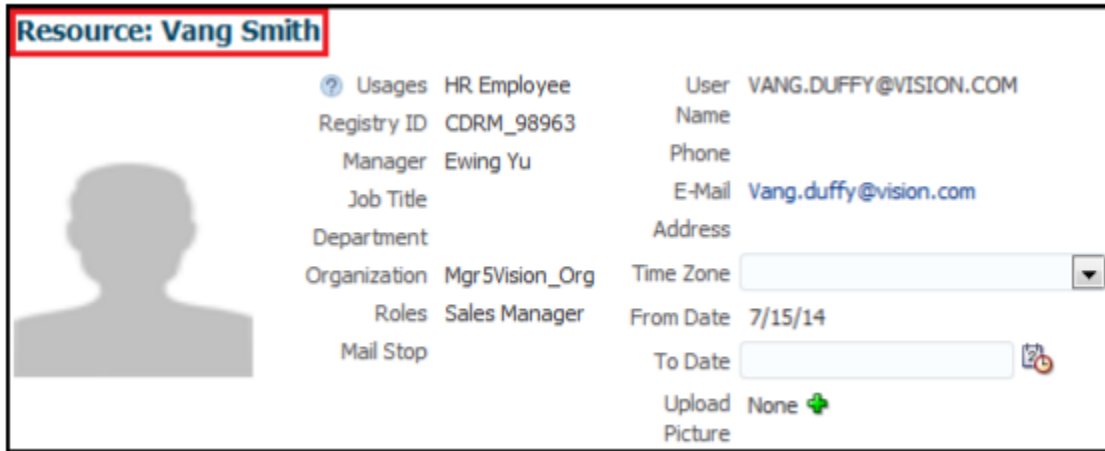 Resource: Vang Smith
Usages HR Employee
Registry ID CDRM_98963
Manager Ewing Yu
Job Title
Department
Organization Mgr5Vision_Org
Roles Sales Manager
Mail Stop
User VANG.DUFFY@VISION.COM
Name
Phone
E-Mail Vang.duffy@vision.com
Address
Time Zone
From Date 7/15/14
To Date
Upload None
Picture